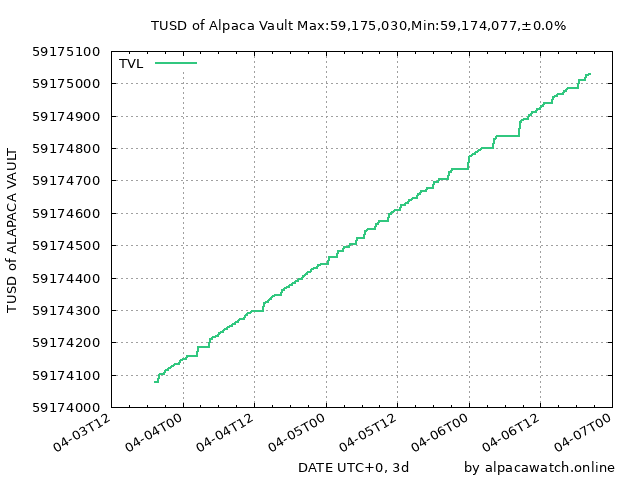 TUSD of Alpaca Vault Max:59,175,030,Min:59,174,077,±0.0%
TVL
59175100
59175000
59174900
59174800
59174700
59174600
59174500
59174400
59174300
59174200
59174100
59174000
TUSD of ALAPACA VAULT
04-03T12
04-04T00
04-04T12
04-05T00
04-05T12
04-06T00
04-06T12
04-07T00
DATE UTC+0, 3d
by alpacawatch.online